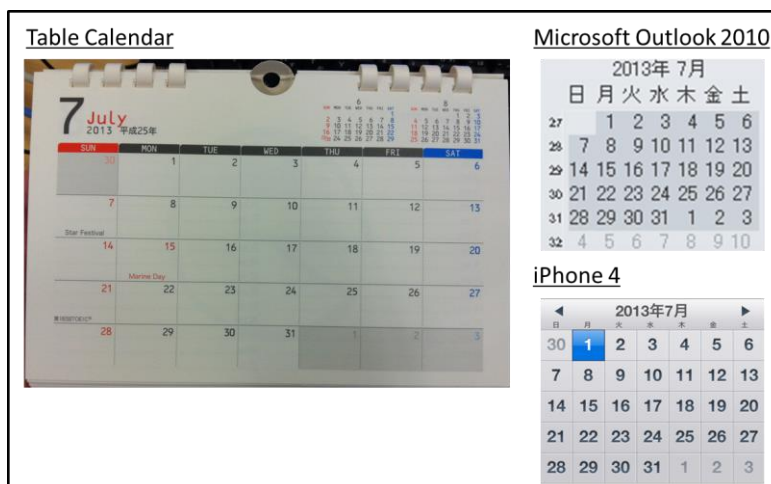 Table Calendar
7 July
2013 平成25年
6
8
SUN MON TUE WED THU FRI SAT
30 1 2 3 4 5 6
7 8 9 10 11 12 13
Star Festival
14 15 16 17 18 19 20
Marine Day
21 22 23 24 25 26 27
28 29 30 31 1 2 3
Microsoft Outlook 2010
2013年 7月
日 月 火 水 木 金 土
27 1 2 3 4 5 6
28 7 8 9 10 11 12 13
29 14 15 16 17 18 19 20
30 21 22 23 24 25 26 27
31 28 29 30 31 1 2 3
32 4 5 6 7 8 9 10
iPhone 4
2013年7月
日 月 火 水 木 金 土
30 1 2 3 4 5 6
7 8 9 10 11 12 13
14 15 16 17 18 19 20
21 22 23 24 25 26 27
28 29 30 31 1 2 3